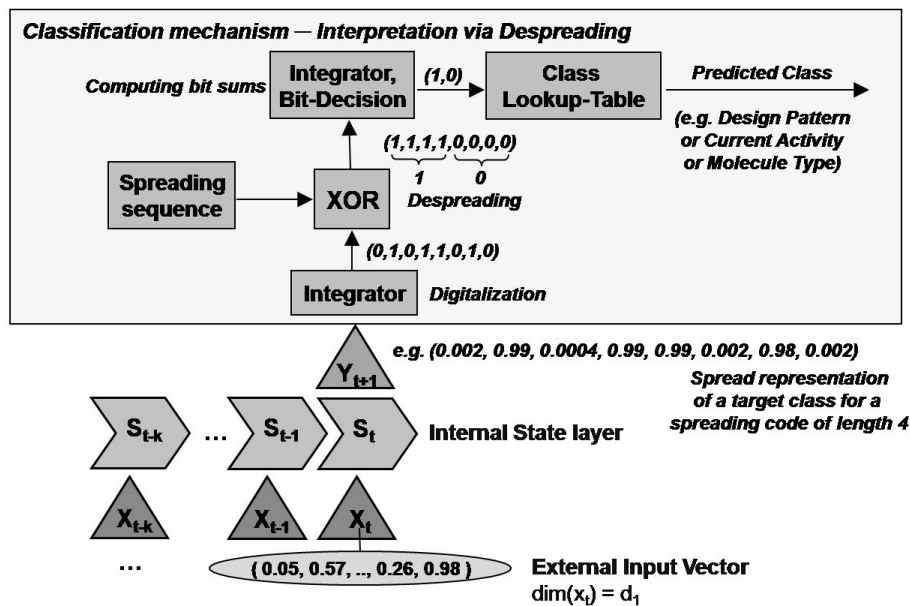 Classification mechanism — Interpretation via Despreading
Computing bit sums
Integrator,
Bit-Decision
(1,0)
Class
Lookup-Table
Predicted Class
(e.g. Design Pattern
or Current Activity
or Molecule Type)
(1,1,1,1,0,0,0,0)
1 0
Despreading
Spreading
sequence
XOR
(0,1,0,1,1,0,1,0)
Integrator
Digitalization
Yt+1
e.g. (0.002, 0.99, 0.0004, 0.99, 0.99, 0.002, 0.98, 0.002)
Spread representation
of a target class for a
spreading code of length 4
St-k ... St-1 St
Internal State layer
Xt-k Xt-1 Xt
...
( 0.05, 0.57, .., 0.26, 0.98 )
External Input Vector
dim(xt) = d1